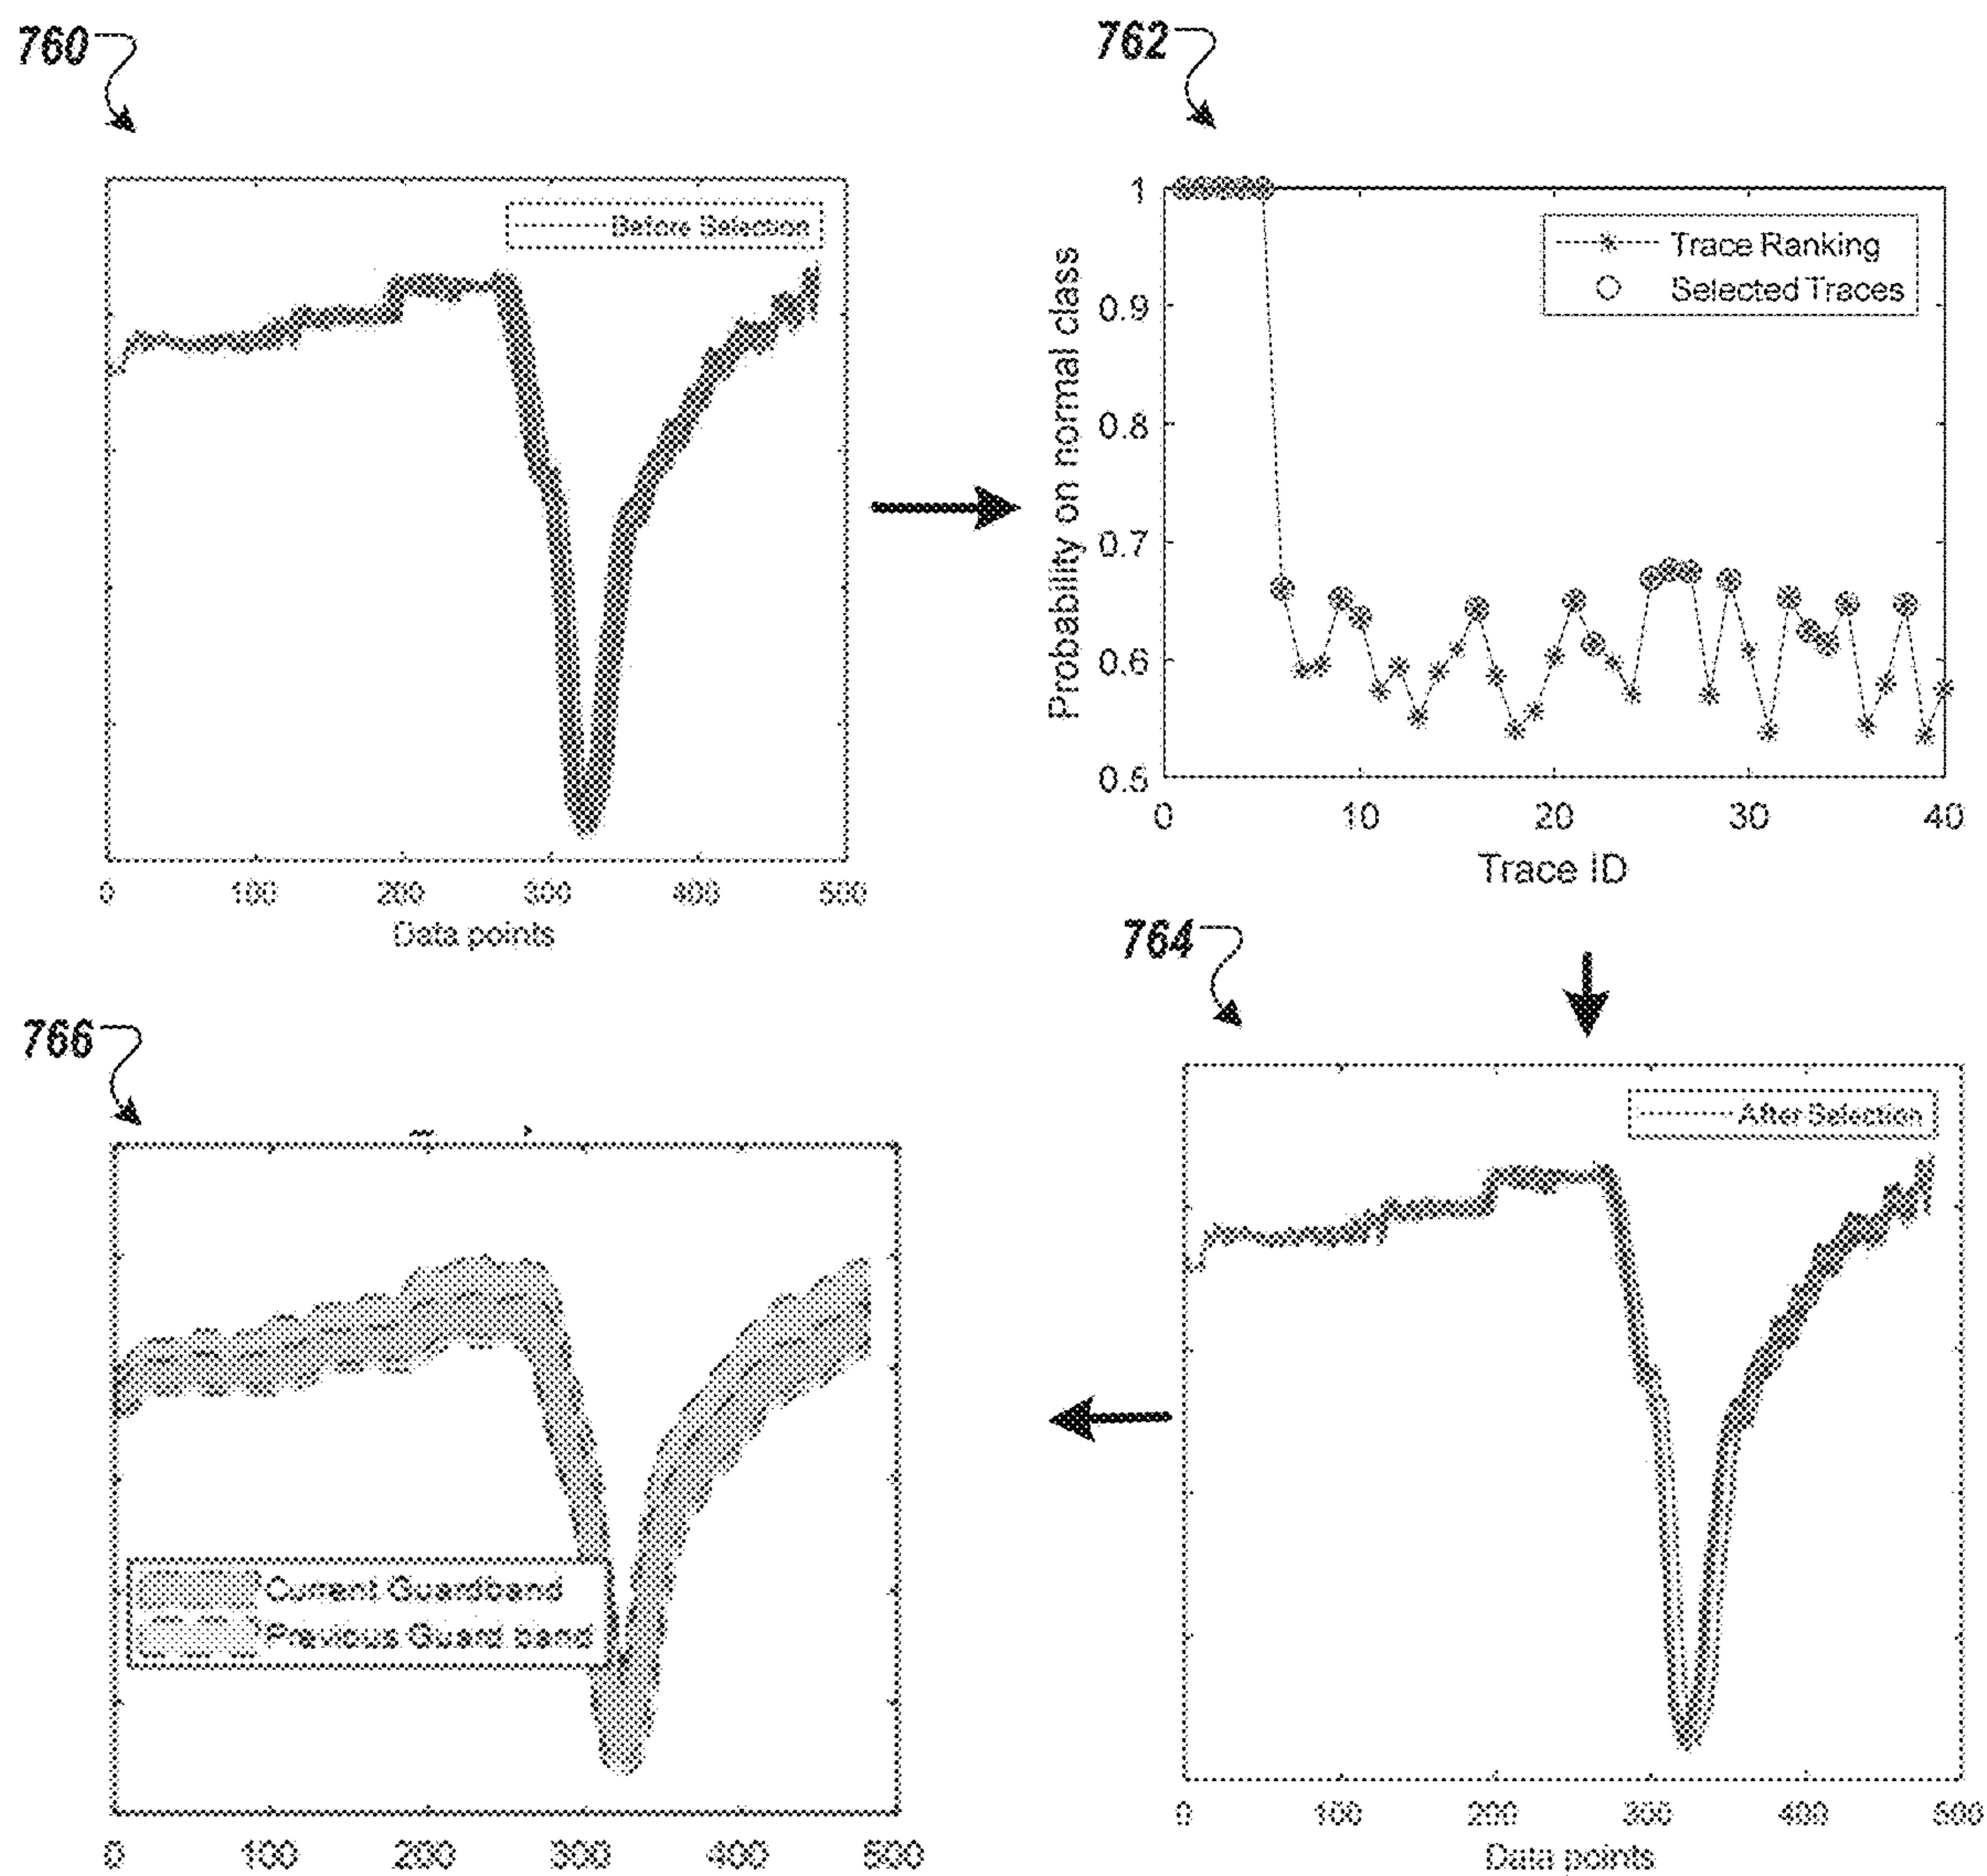 760
762
Before Selection
0 100 200 300 400 500
Data points
Probability on normal class
1
0.9
0.8
0.7
0.6
0.5
Trace Ranking
Selected Traces
0 10 20 30 40
Trace ID
764
766
After Selection
0 100 200 300 400 500
Data points
Current Guardband
Previous Guard band
0 100 200 300 400 500